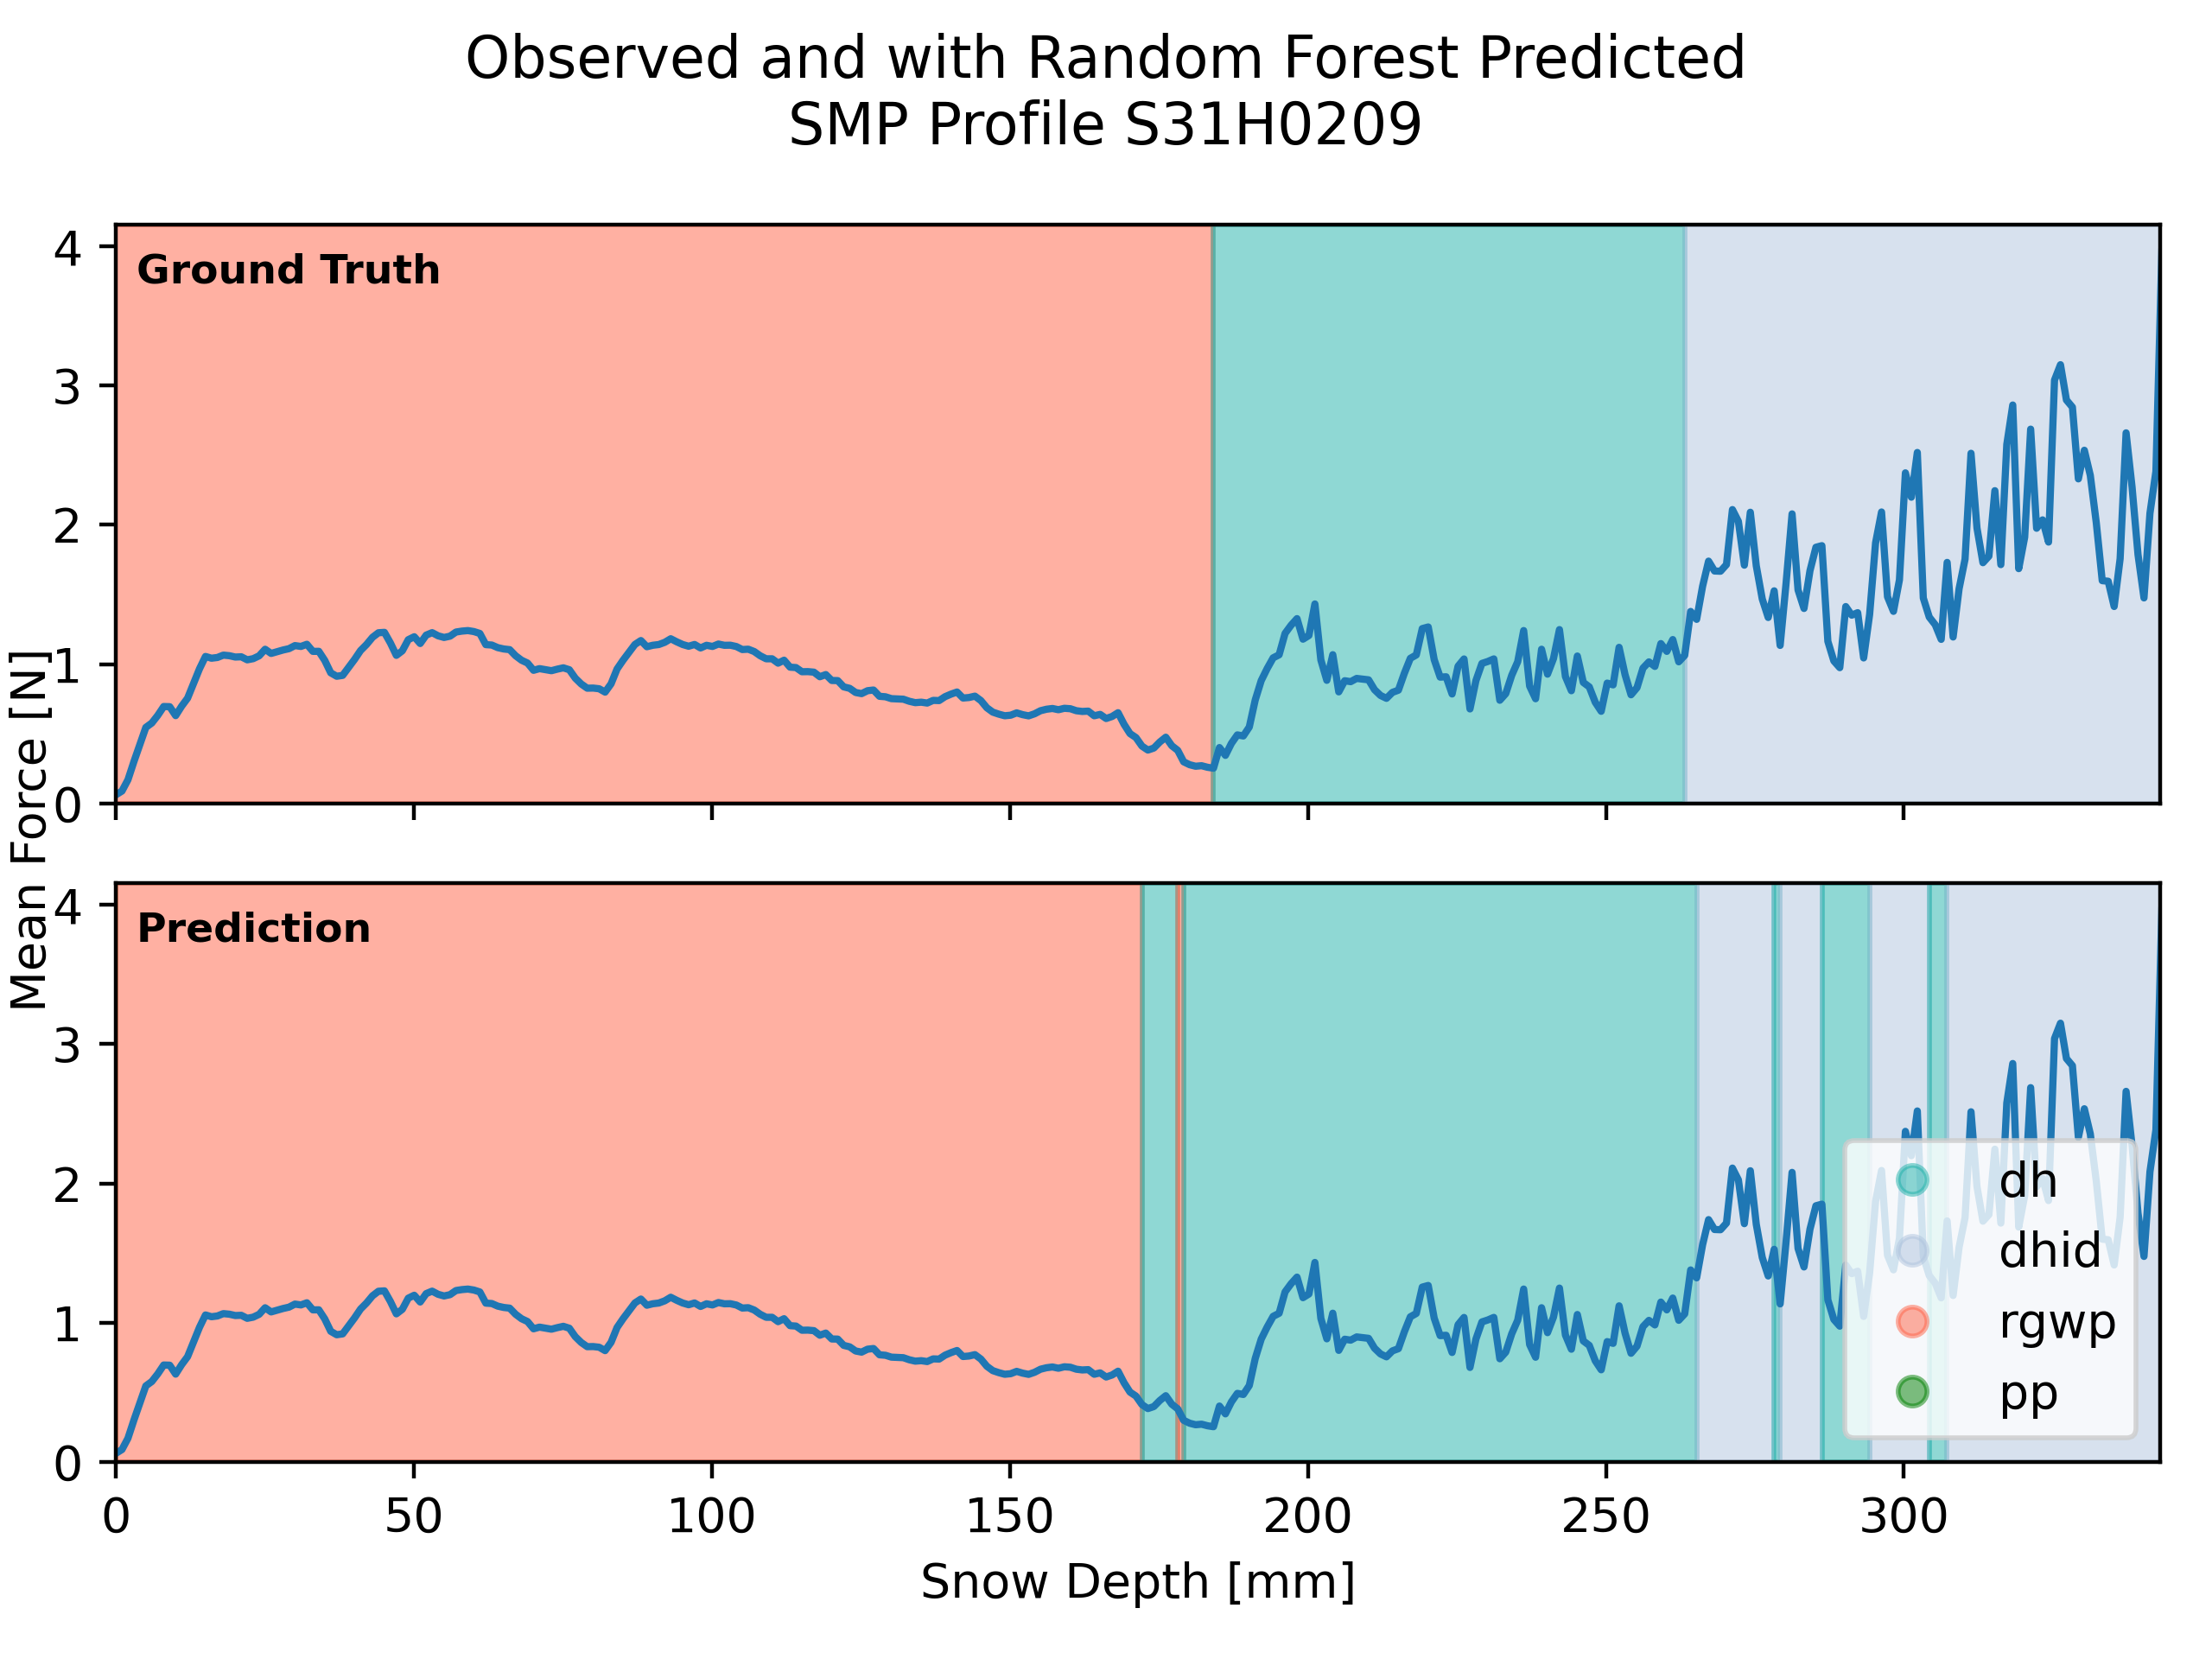 Observed and with Random Forest Predicted
SMP Profile S31H0209
Mean Force [N]
4
3
2
1
0
Ground Truth
4
3
2
1
0
Prediction
dh
dhid
rgwp
pp
0 50 100 150 200 250 300
Snow Depth [mm]